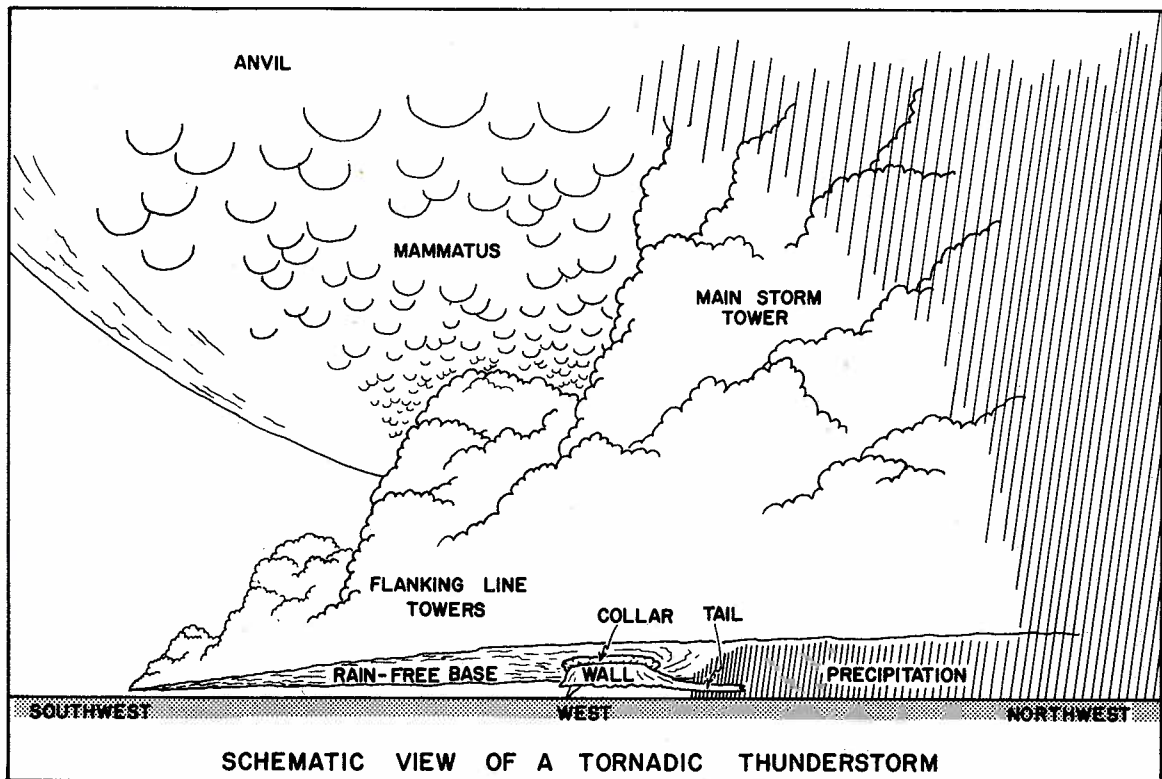 ANVIL
MAMMATUS
MAIN STORM
TOWER
FLANKING LINE
TOWERS
COLLAR
TAIL
RAIN-FREE BASE
WALL
PRECIPITATION
SOUTHWEST
WEST
NORTHWEST
SCHEMATIC VIEW OF A TORNADIC THUNDERSTORM